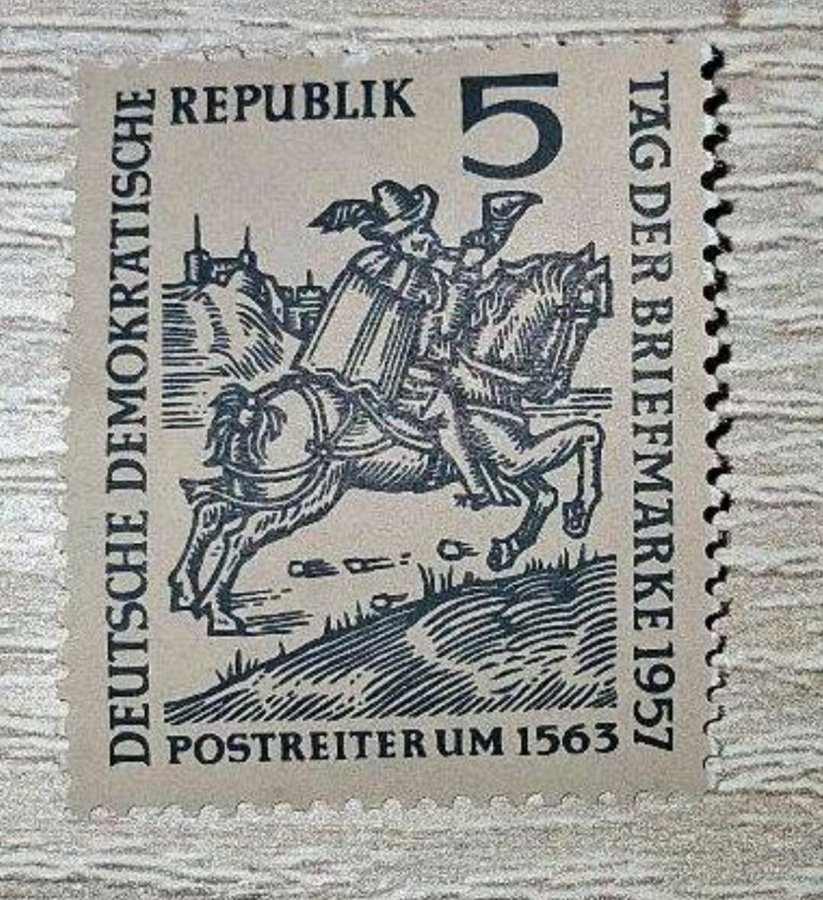 DEUTSCHE DEMOKRATISCHE
REPUBLIK
5
TAG DER BRIEFMARKE 1957
POSTREITER UM 1563